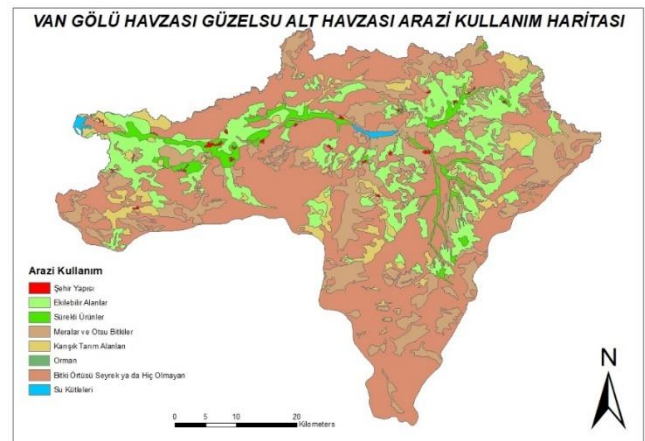 VAN GÖLÜ HAVZASI GÜZELSU ALT HAVZASI ARAZİ KULLANIM HARİTASI
Arazi Kullanım
Şehir Yapısı
Ekilebilir Alanlar
Sürekli Ürünler
Meralar ve Otsu Bitkiler
Karışık Tarım Alanları
Orman
Bitki Örtüsü Seyrek ya da Hiç Olmayan
Su Kütleleri
0 5 10 20
Kilometers
N